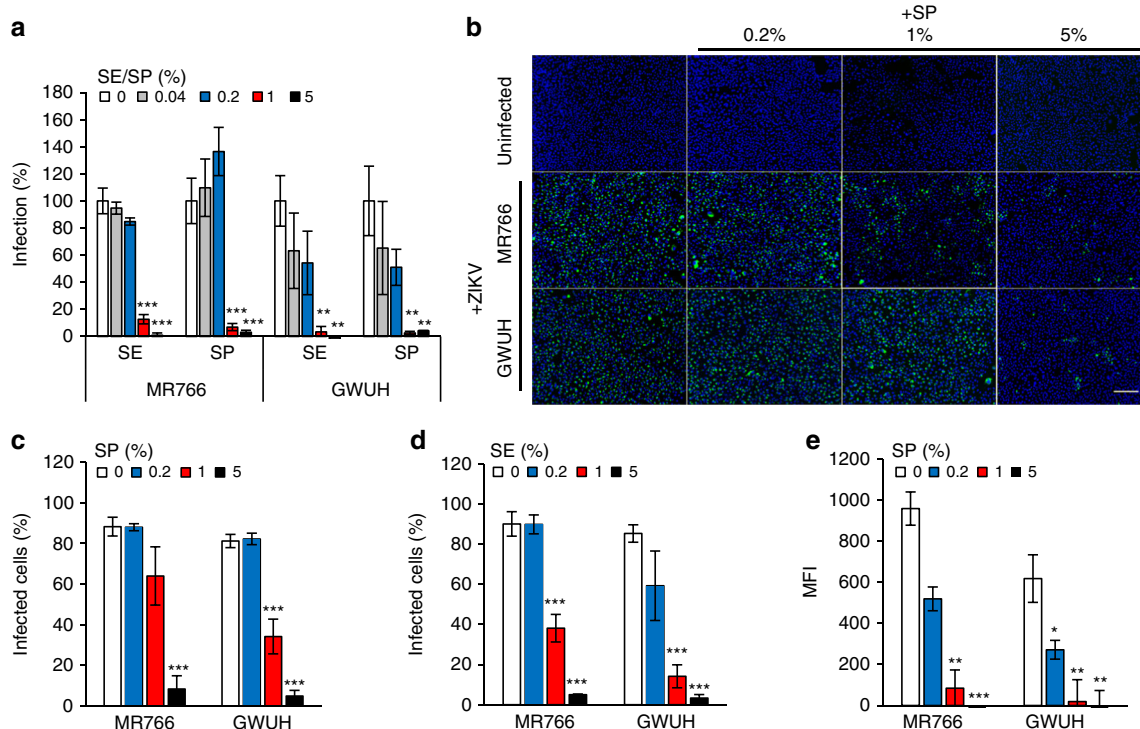 a
SE/SP (%)
0 0.04 0.2 1 5
180
160
140
120
100
80
60
40
20
0
Infection (%)
*** *** *** *** ** ** ** **
SE SP SE SP
MR766 GWUH
b
+SP
0.2% 1% 5%
Uninfected
MR766
GWUH
+ZIKV
c
SP (%)
0 0.2 1 5
120
100
80
60
40
20
0
Infected cells (%)
*** *** ***
MR766 GWUH
d
SE (%)
0 0.2 1 5
120
100
80
60
40
20
0
Infected cells (%)
*** *** *** ***
MR766 GWUH
e
SP (%)
0 0.2 1 5
1200
1000
800
600
400
200
0
MFI
** *** * ** **
MR766 GWUH